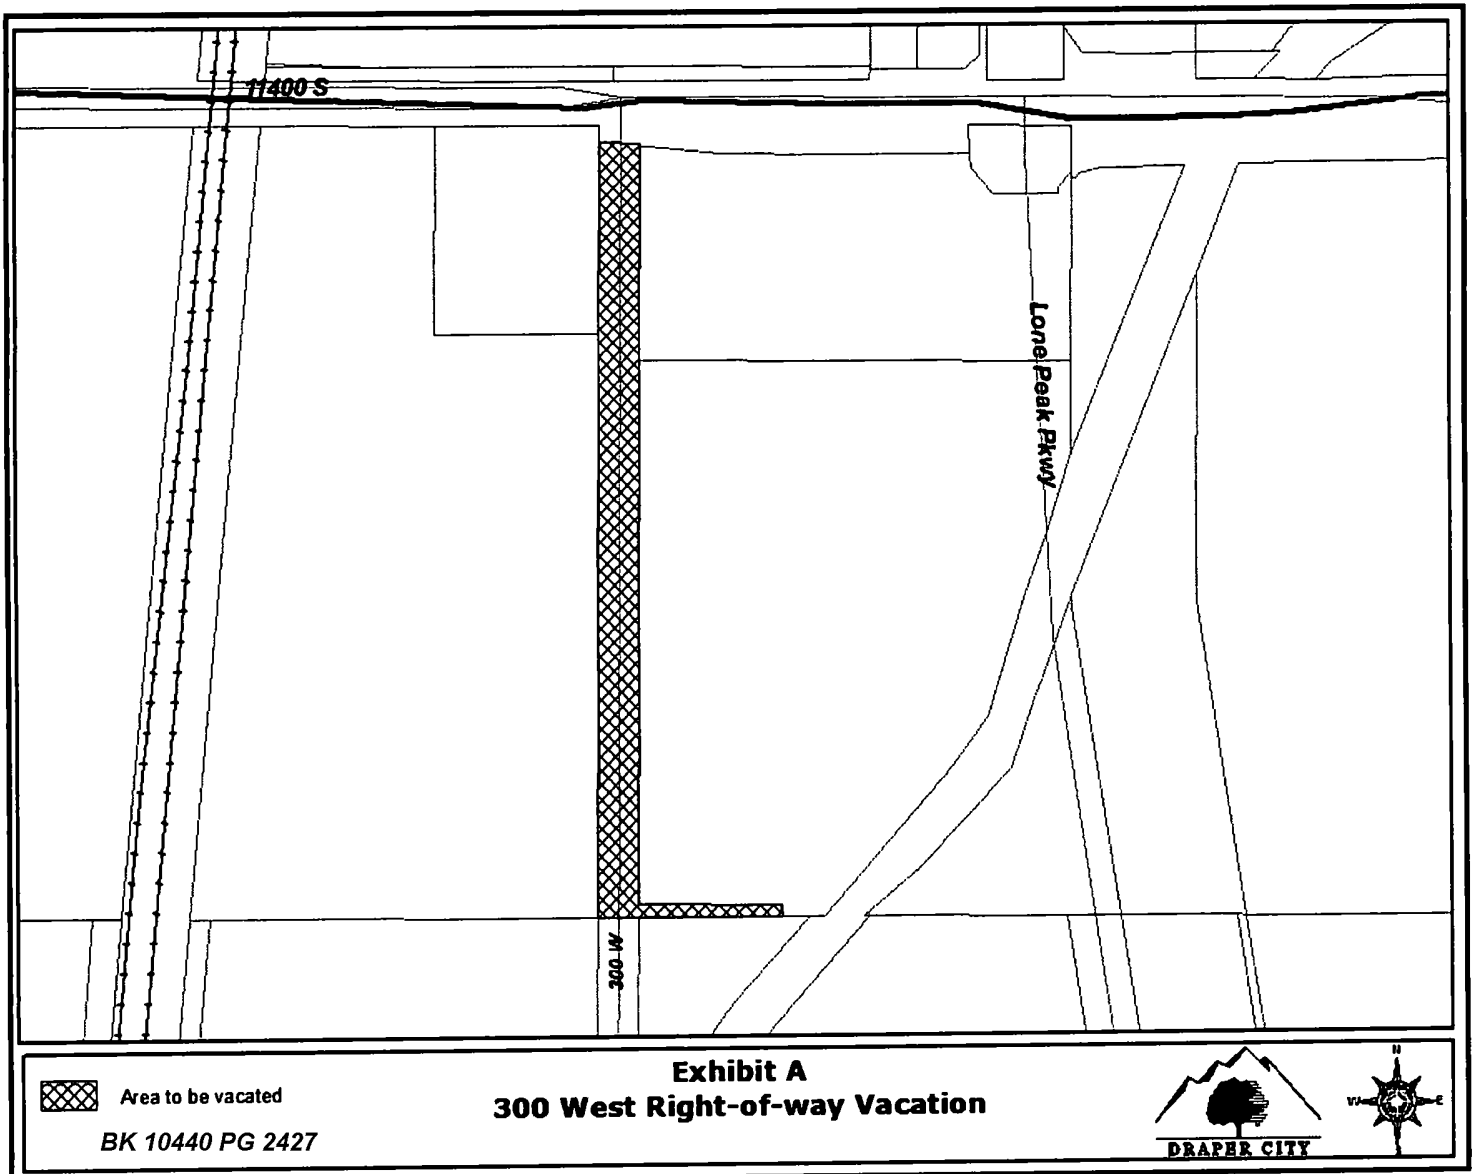 11400 S
Lone Peak Pkwy
300 W
Exhibit A
300 West Right-of-way Vacation
Area to be vacated
BK 10440 PG 2427
DRAPER CITY
N
W
E